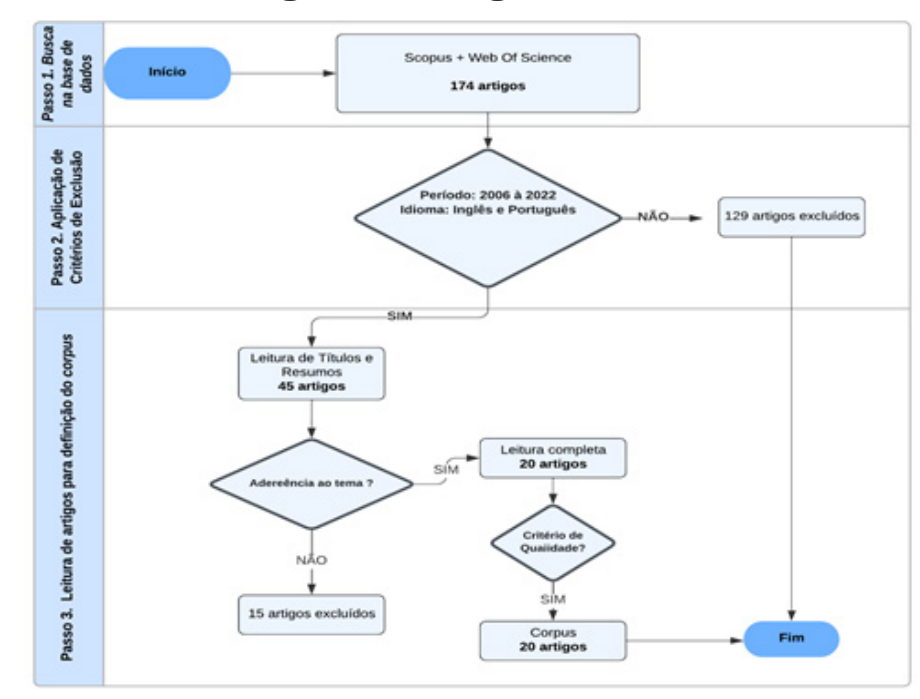 Passo 1. Busca
na base de
dados
Início
Scopus + Web Of Science
174 artigos
Passo 2. Aplicação de
Critérios de Exclusão
Período: 2006 à 2022
Idioma: Inglês e Português
NÃO
129 artigos excluídos
SIM
Passo 3. Leitura de artigos para definição do corpus
Leitura de Títulos e
Resumos
45 artigos
Adereência ao tema ?
SIM
Leitura completa
20 artigos
Critério de
Quaiidade?
NÃO
SIM
15 artigos excluídos
Corpus
20 artigos
Fim